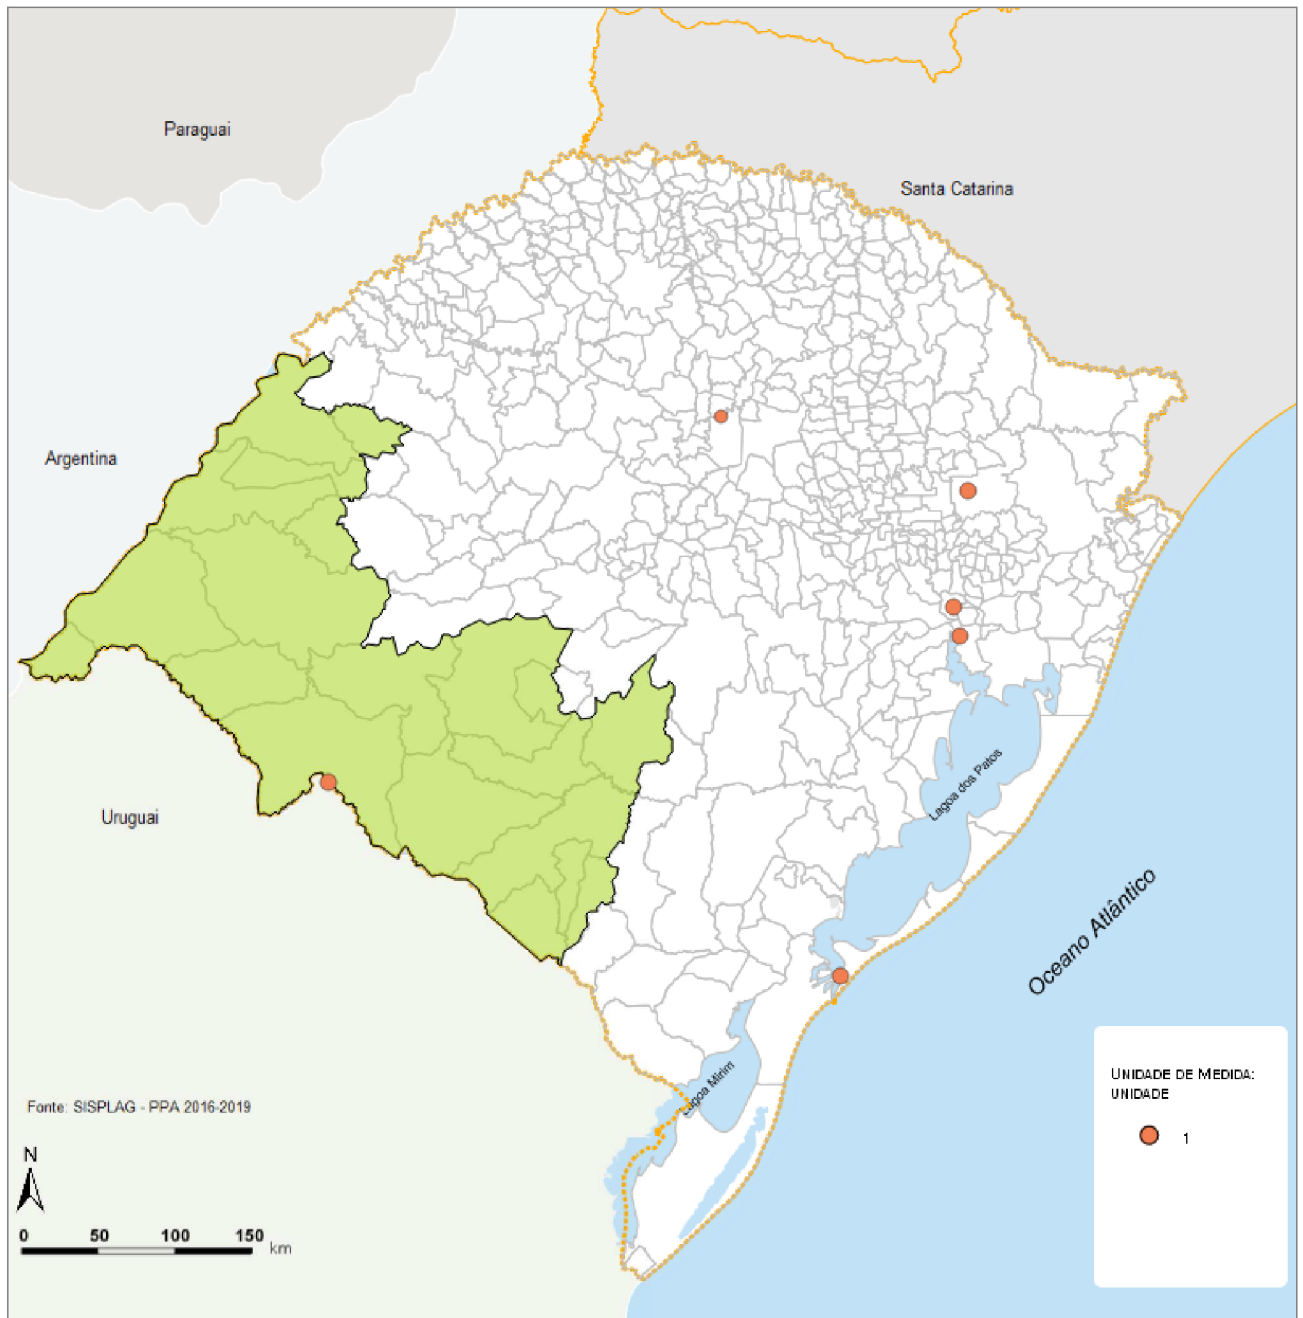 Paraguai
Santa Catarina
Argentina
Lagoa dos Patos
Uruguai
Oceano Atlântico
Lagoa Mirim
UNIDADE DE MEDIDA:
UNIDADE
1
Fonte: SISPLAG - PPA 2016-2019
N
0 50 100 150
km